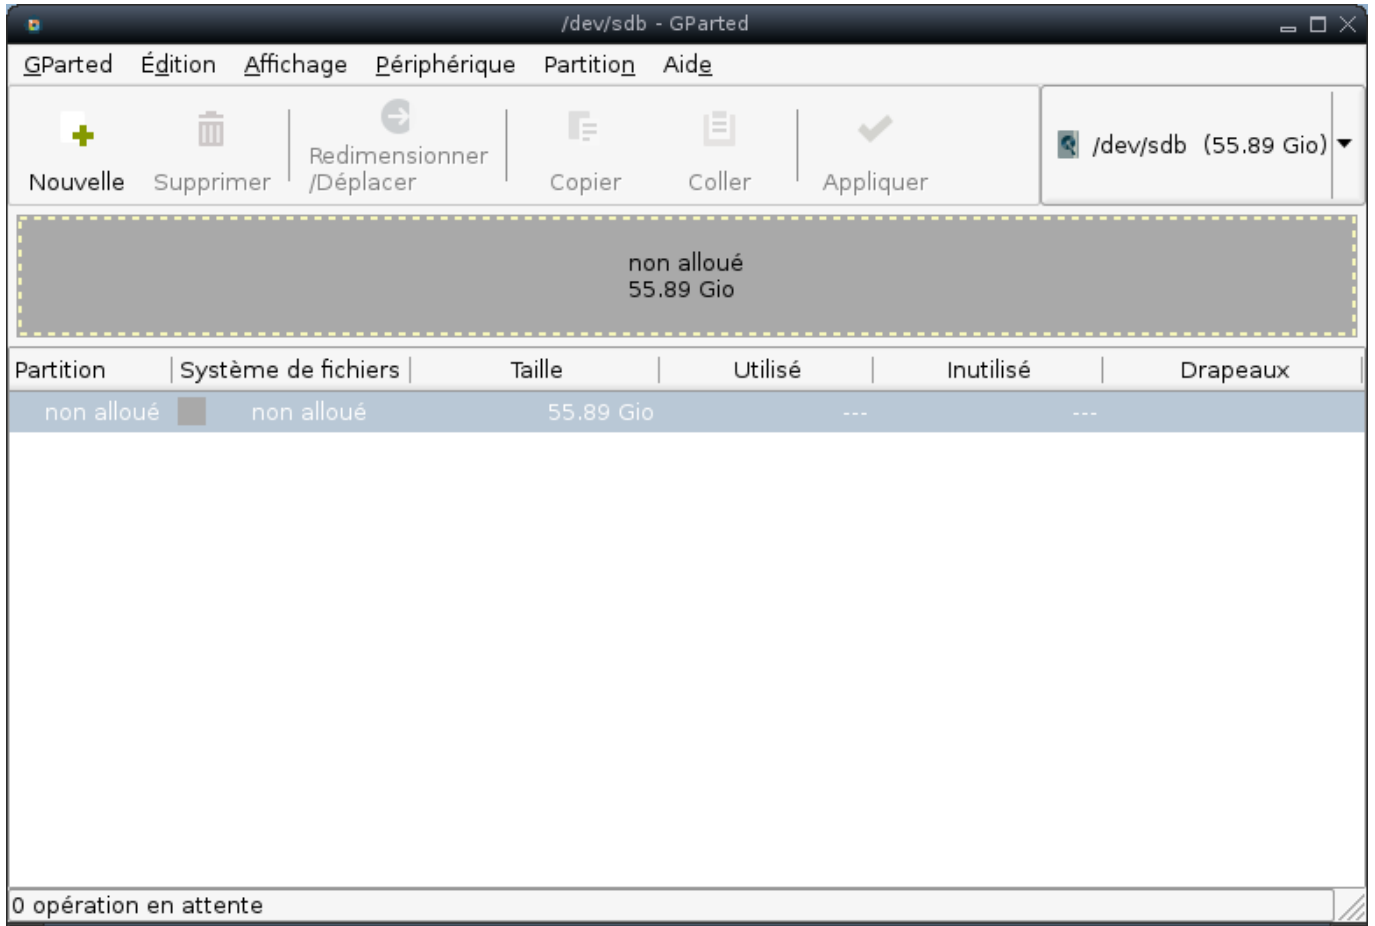 /dev/sdb - GParted
GParted Édition Affichage Périphérique Partition Aide
Nouvelle Supprimer Redimensionner
/Déplacer Copier Coller Appliquer /dev/sdb (55.89 Gio)
non alloué
55.89 Gio
Partition Système de fichiers Taille Utilisé Inutilisé Drapeaux
non alloué non alloué 55.89 Gio --- ---
0 opération en attente